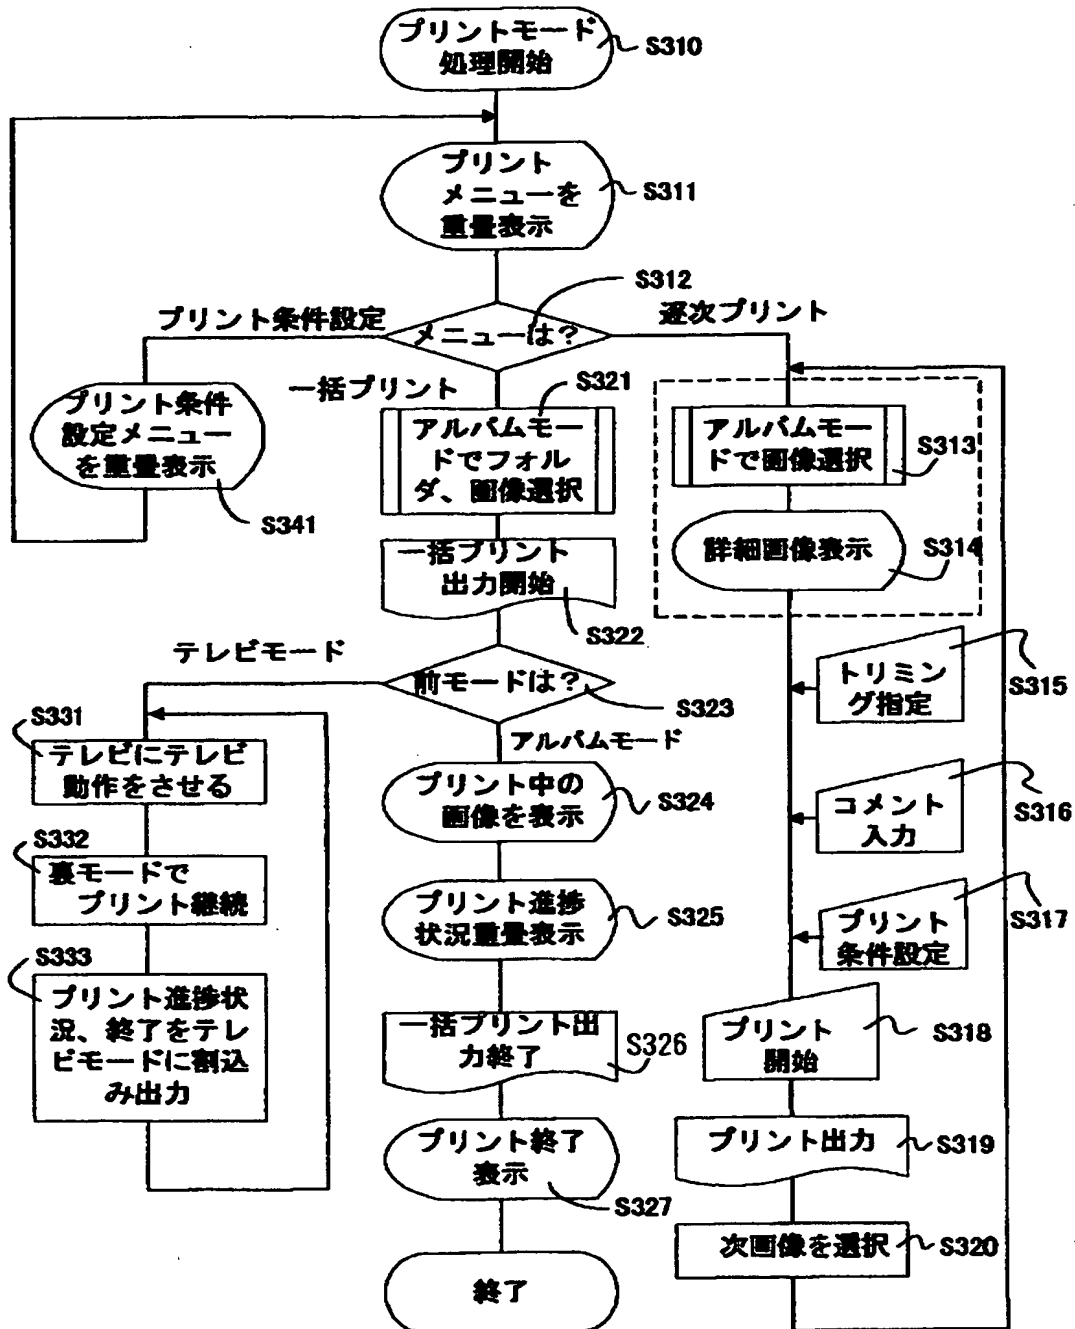 プリントモード
処理開始
S310
プリント
メニューを
重畳表示
S311
S312
メニューは?
プリント条件設定
逐次プリント
一括プリント
プリント条件
設定メニュー
を重畳表示
S341
S321
アルバムモー
ドでフォル
ダ、画像選択
一括プリント
出力開始
S322
前モードは?
S323
テレビモード
アルバムモード
S331
テレビにテレビ
動作をさせる
S332
裏モードで
プリント継続
S333
プリント進捗状
況、終了をテレ
ビモードに割込
み出力
プリント中の
画像を表示
S324
プリント進捗
状況重畳表示
S325
一括プリント出
力終了
S326
プリント終了
表示
S327
終了
アルバムモー
ドで画像選択
S313
詳細画像表示
S314
トリミン
グ指定
S315
コメント
入力
S316
プリント
条件設定
S317
プリント
開始
S318
プリント出力
S319
次画像を選択
S320